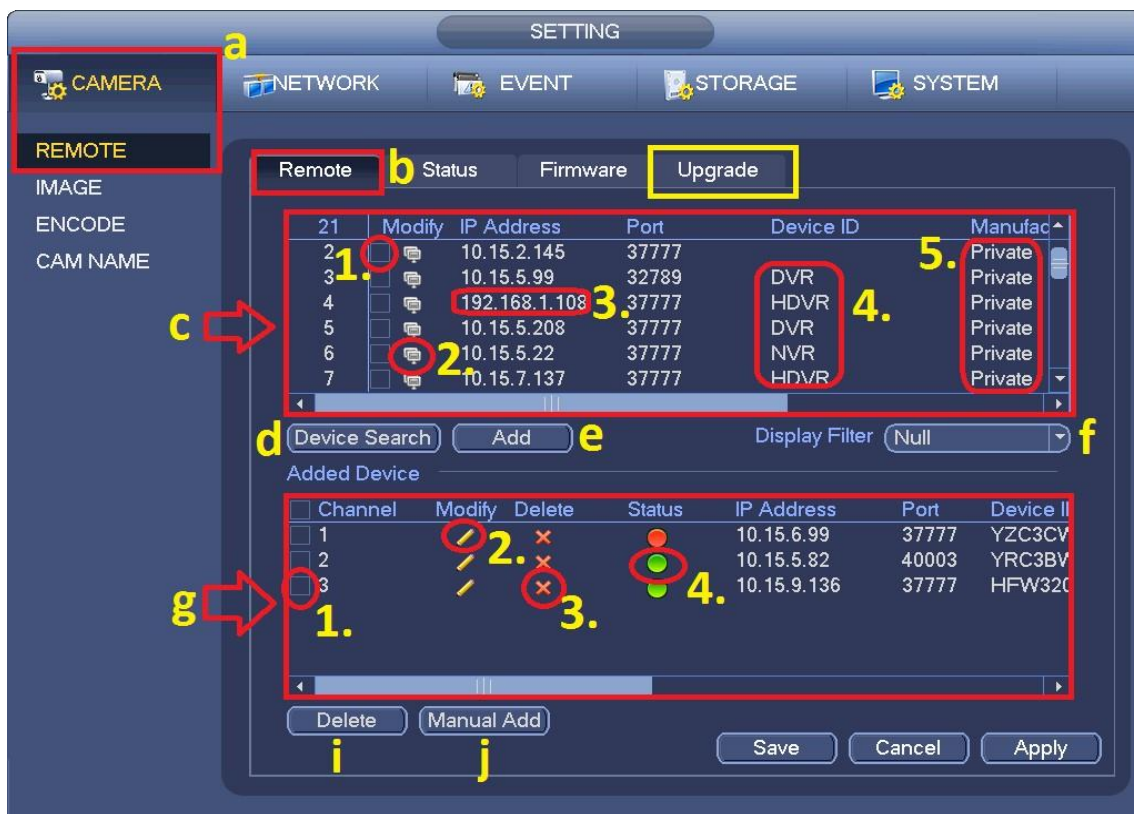 SETTING
a
CAMERA NETWORK EVENT STORAGE SYSTEM
REMOTE
IMAGE
ENCODE
CAM NAME
Remote b Status Firmware Upgrade
21 Modify IP Address Port Device ID Manufac
2 1. 10.15.2.145 37777 5. Private
3 10.15.5.99 32789 DVR Private
4 192.168.1.108 3. 37777 HDVR 4. Private
c
5 10.15.5.208 37777 DVR Private
6 2. 10.15.5.22 37777 NVR Private
7 10.15.7.137 37777 HDVR Private
d Device Search Add e Display Filter Null f
Added Device
Channel Modify Delete Status IP Address Port Device I
1 2. 10.15.6.99 37777 YZC3CV
2 10.15.5.82 40003 YRC3BV
3 4. 10.15.9.136 37777 HFW320
g 1. 3.
Delete Manual Add
i j
Save Cancel Apply